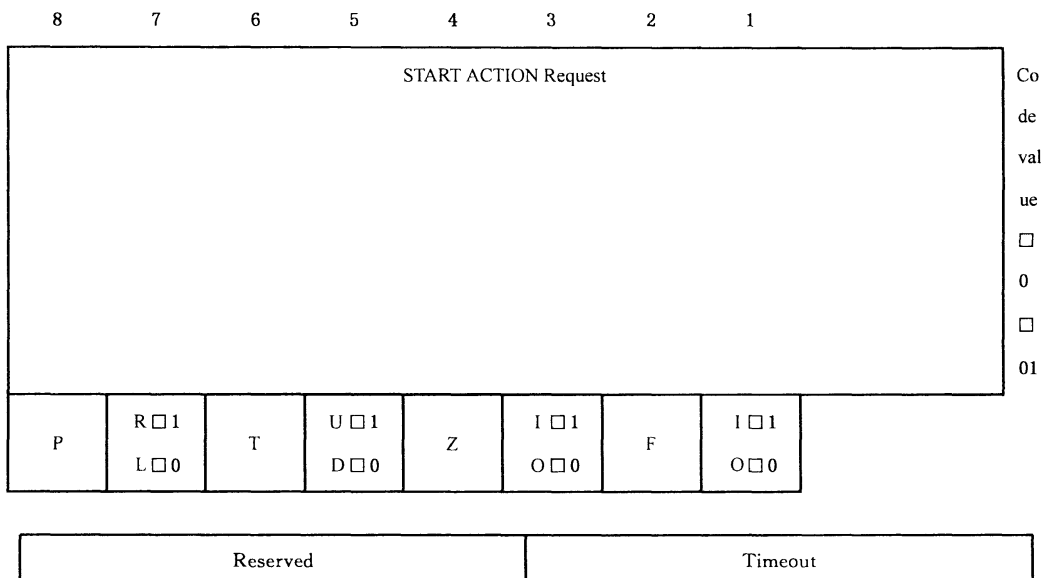 8 7 6 5 4 3 2 1
START ACTION Request
Co
de
val
ue
□
0
□
01
P R □ 1 T U □ 1 Z I □ 1 F I □ 1
L □ 0 D □ 0 O □ 0 O □ 0
Reserved Timeout